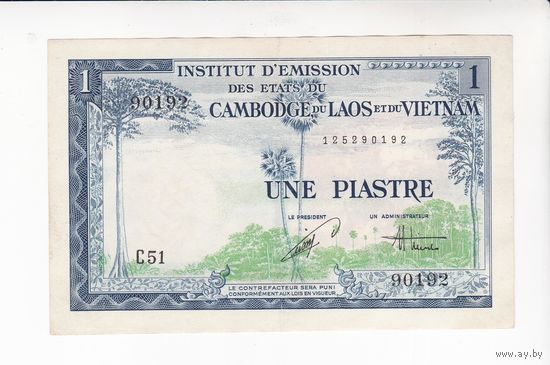 1 INSTITUT D'EMISSION 1
DES ETATS DU
90192 CAMBODGE DU LAOS ET DU VIETNAM
125290192
UNE PIASTRE
LE PRESIDENT UN ADMINISTRATEUR
C51 90192
LE CONTREFACTEUR SERA PUNI
CONFORMÉMENT AUX LOIS EN VIGUEUR
www.ay.by